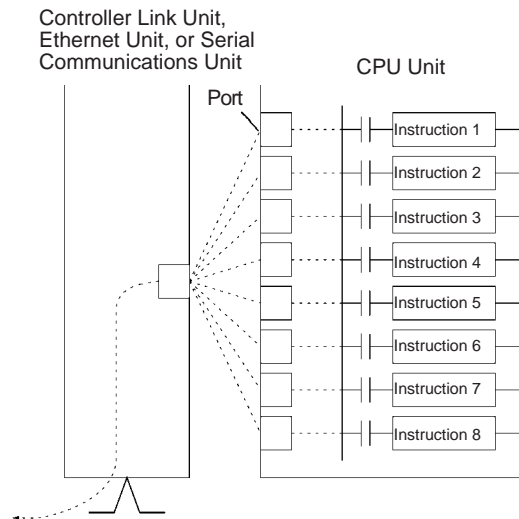 Controller Link Unit,
Ethernet Unit, or Serial
Communications Unit
CPU Unit
Port
Instruction 1
Instruction 2
Instruction 3
Instruction 4
Instruction 5
Instruction 6
Instruction 7
Instruction 8